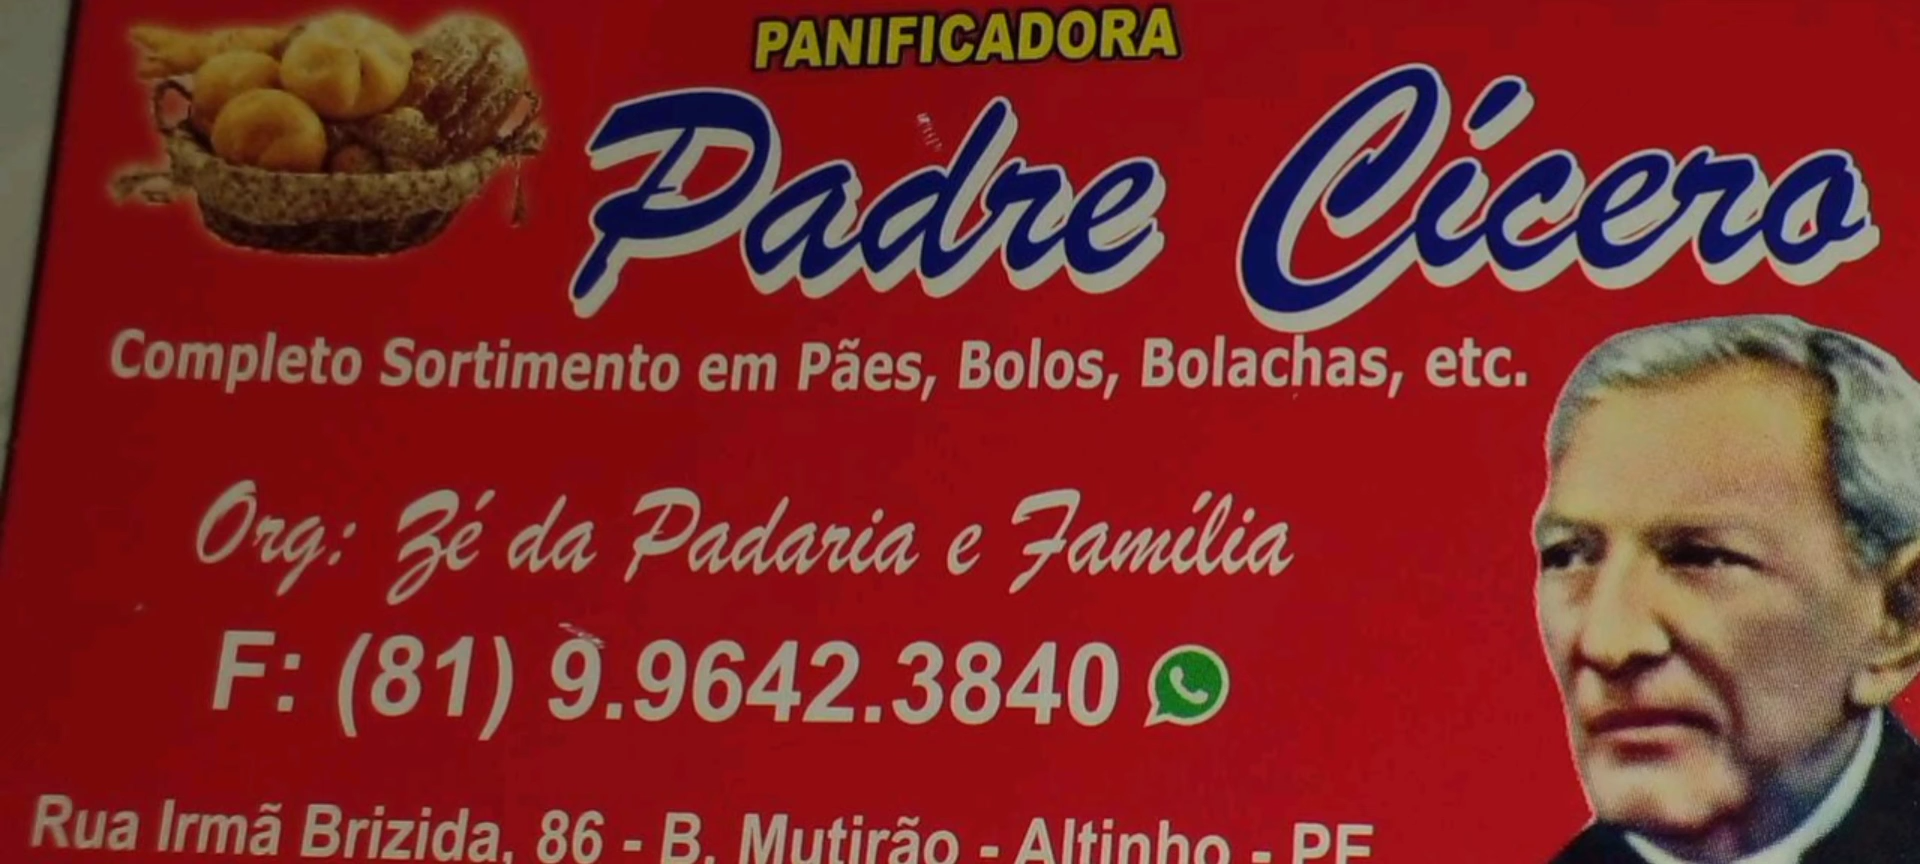 PANIFICADORA
Padre Cícero
Completo Sortimento em Pães, Bolos, Bolachas, etc.
Org: Zé da Padaria e Família
F: (81) 9.9642.3840
Rua Irmã Brizida, 86 - B. Mutirão - Altinho - PE